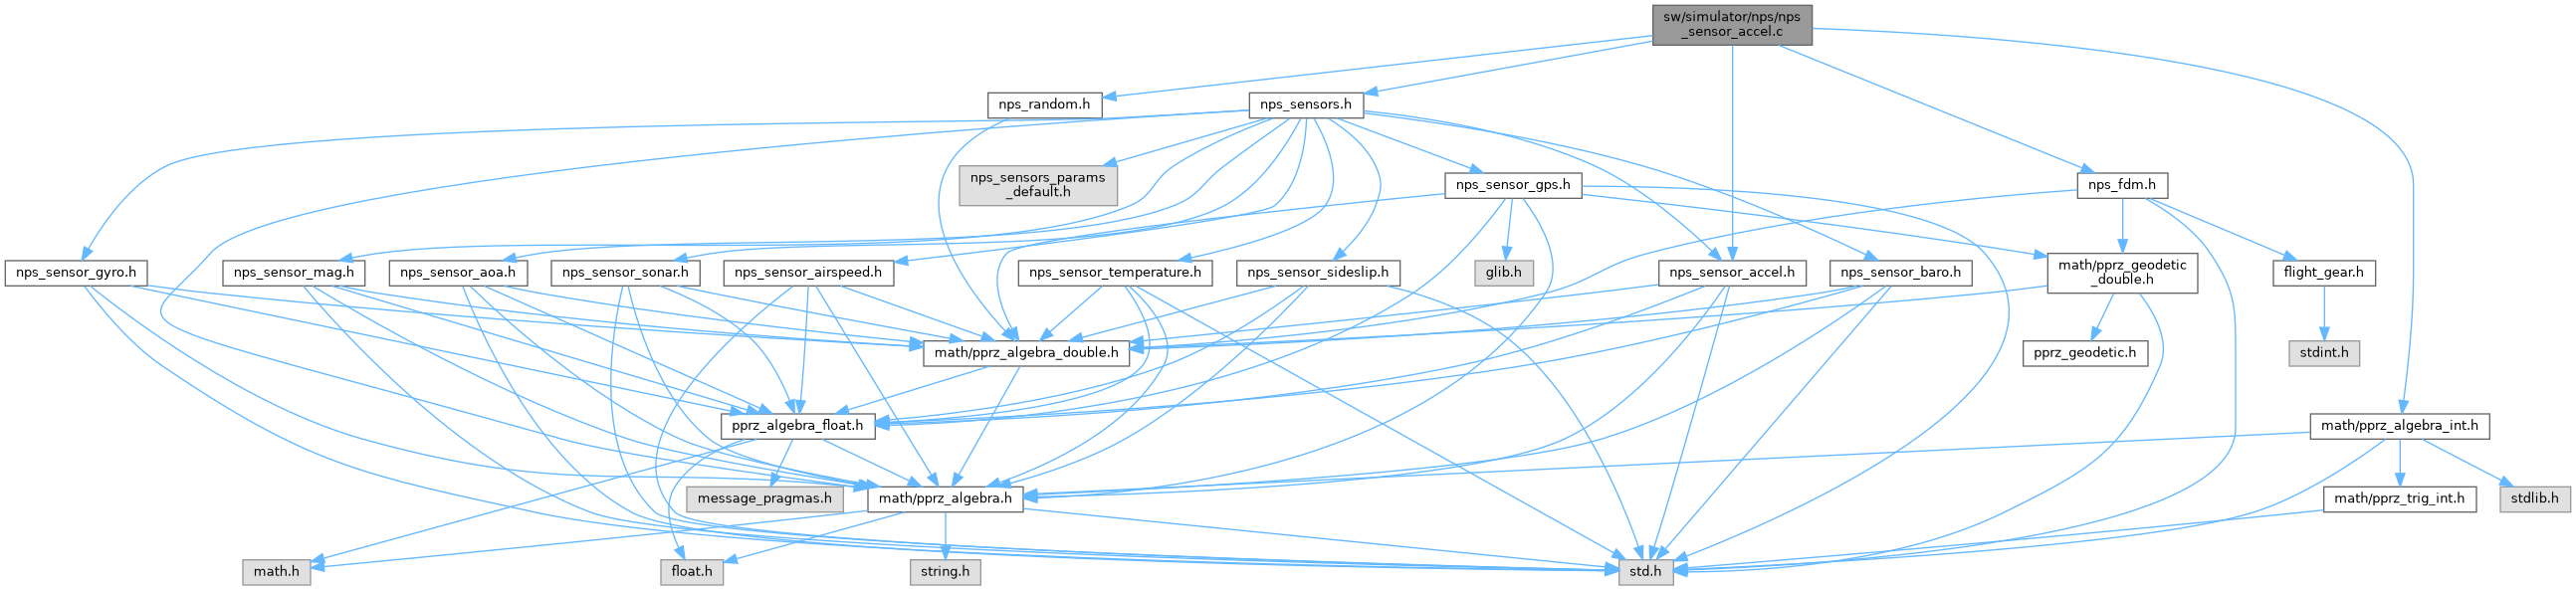 sw/simulator/nps/nps
_sensor_accel.c
nps_random.h
nps_sensors.h
nps_sensors_params
_default.h
nps_sensor_gps.h
nps_fdm.h
nps_sensor_gyro.h
nps_sensor_mag.h
nps_sensor_aoa.h
nps_sensor_sonar.h
nps_sensor_airspeed.h
nps_sensor_temperature.h
nps_sensor_sideslip.h
glib.h
nps_sensor_accel.h
nps_sensor_baro.h
math/pprz_geodetic
_double.h
flight_gear.h
math/pprz_algebra_double.h
pprz_geodetic.h
stdint.h
pprz_algebra_float.h
math/pprz_algebra_int.h
message_pragmas.h
math/pprz_algebra.h
math/pprz_trig_int.h
stdlib.h
math.h
float.h
string.h
std.h